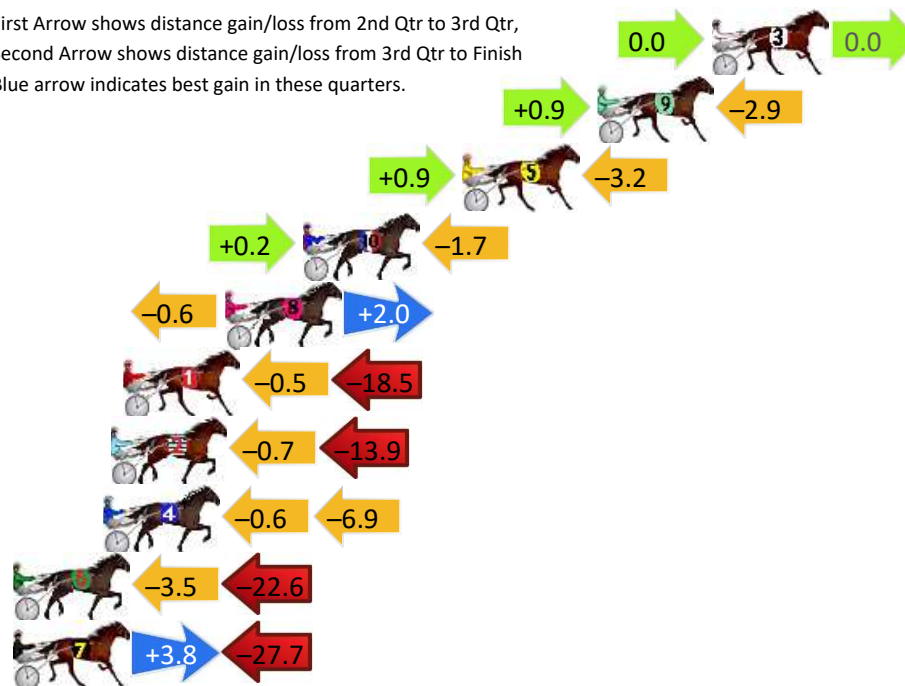 irst Arrow shows distance gain/loss from 2nd Qtr to 3rd Qtr,
econd Arrow shows distance gain/loss from 3rd Qtr to Finish
lue arrow indicates best gain in these quarters.
0.0 3 0.0
+0.9 9 –2.9
+0.9 5 –3.2
+0.2 –1.7
–0.6 8 +2.0
1 –0.5 –18.5
–0.7 –13.9
4 –0.6 –6.9
–3.5 –22.6
7 +3.8 –27.7